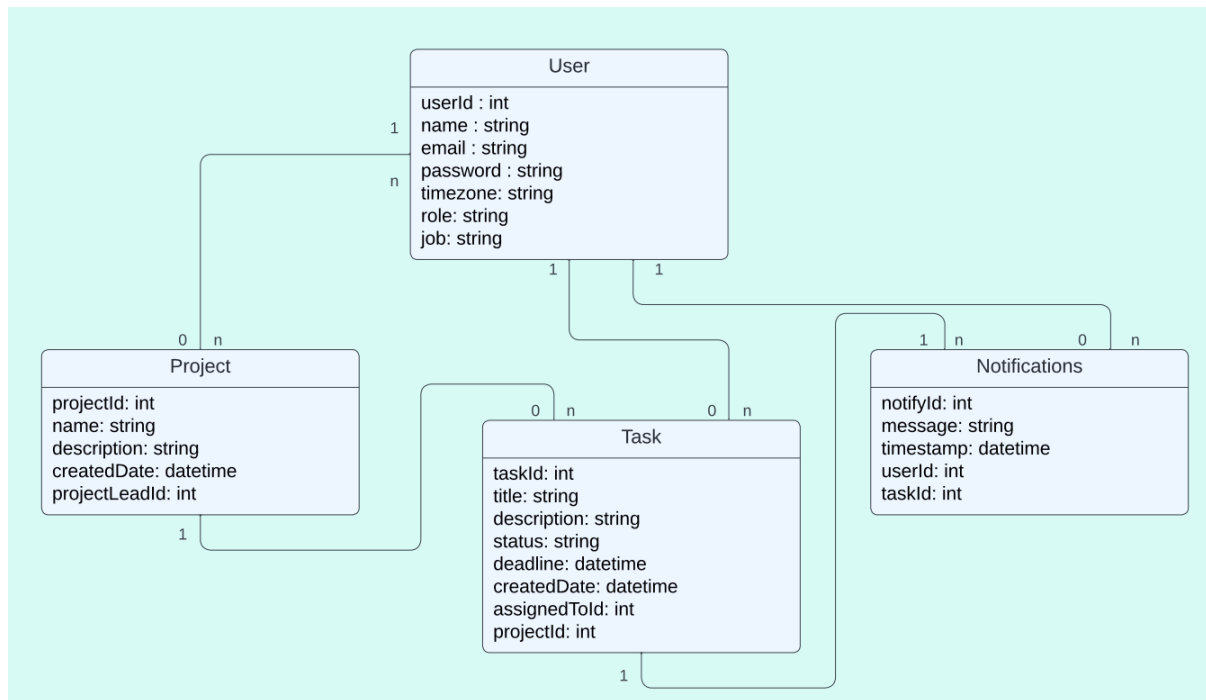 User
userId : int
name : string
email : string
password : string
timezone: string
role: string
job: string
1
n
1
1
0 n
Project
projectId: int
name: string
description: string
createdDate: datetime
projectLeadId: int
1
0 n
0 n
Task
taskId: int
title: string
description: string
status: string
deadline: datetime
createdDate: datetime
assignedToId: int
projectId: int
1
1 n
0 n
Notifications
notifyId: int
message: string
timestamp: datetime
userId: int
taskId: int